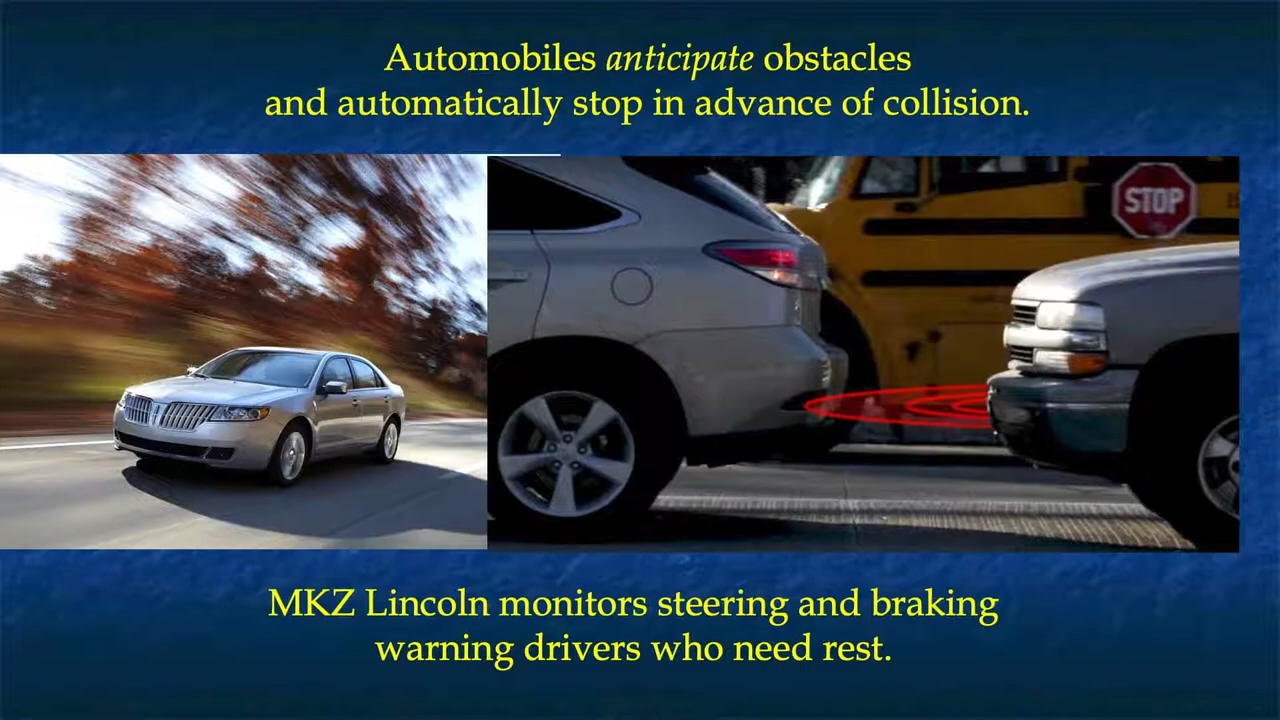 Automobiles anticipate obstacles
and automatically stop in advance of collision.
STOP
MKZ Lincoln monitors steering and braking
warning drivers who need rest.